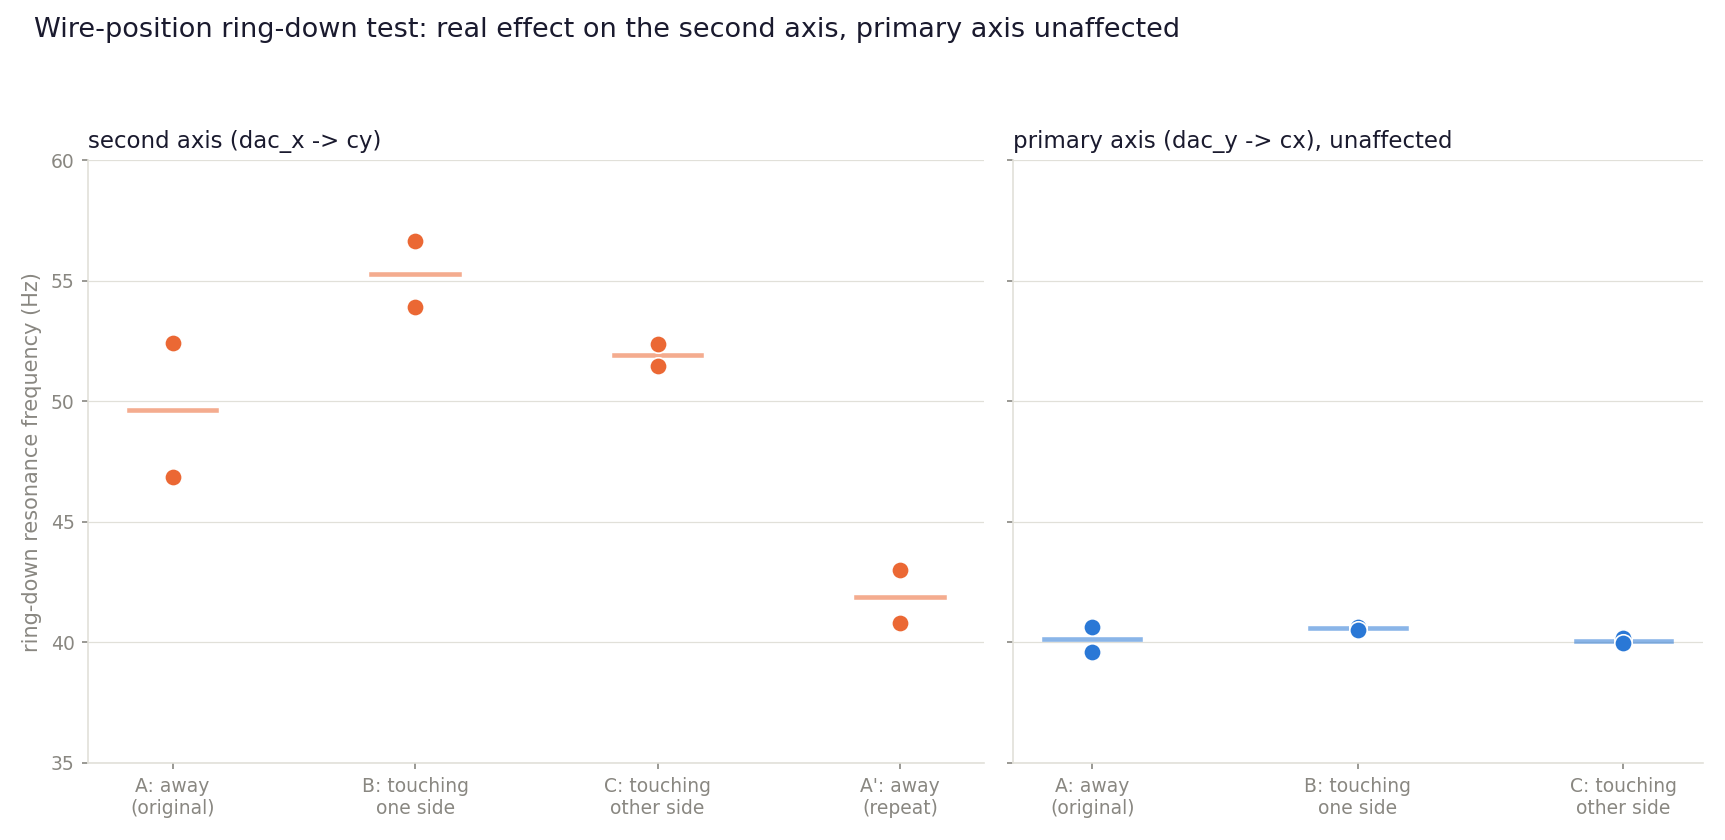 Wire-position ring-down test: real effect on the second axis, primary axis unaffected
second axis (dac_x -> cy)
primary axis (dac_y -> cx), unaffected
ring-down resonance frequency (Hz)
60
55
50
45
40
35
A: away
(original)
B: touching
one side
C: touching
other side
A': away
(repeat)
A: away
(original)
B: touching
one side
C: touching
other side